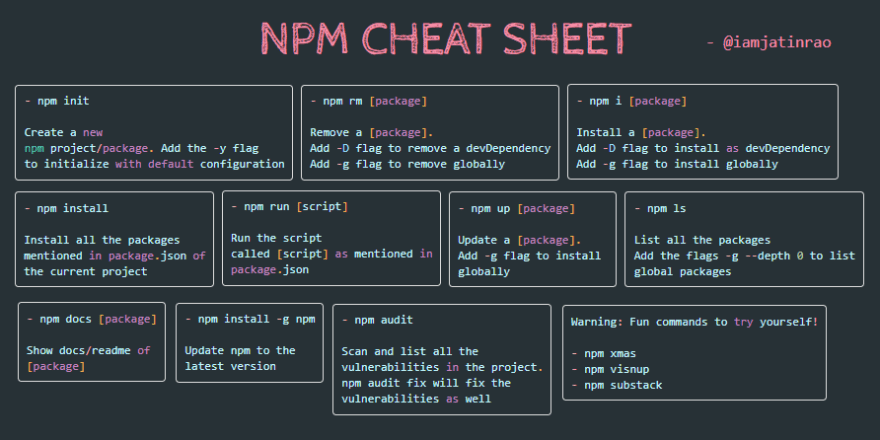 NPM CHEAT SHEET
- @iamjatinrao
- npm init
Create a new
npm project/package. Add the -y flag
to initialize with default configuration
- npm rm [package]
Remove a [package].
Add -D flag to remove a devDependency
Add -g flag to remove globally
- npm i [package]
Install a [package].
Add -D flag to install as devDependency
Add -g flag to install globally
- npm install
Install all the packages
mentioned in package.json of
the current project
- npm run [script]
Run the script
called [script] as mentioned in
package.json
- npm up [package]
Update a [package].
Add -g flag to install
globally
- npm ls
List all the packages
Add the flags -g --depth 0 to list
global packages
- npm docs [package]
Show docs/readme of
[package]
- npm install -g npm
Update npm to the
latest version
- npm audit
Scan and list all the
vulnerabilities in the project.
npm audit fix will fix the
vulnerabilities as well
Warning: Fun commands to try yourself!
- npm xmas
- npm visnup
- npm substack